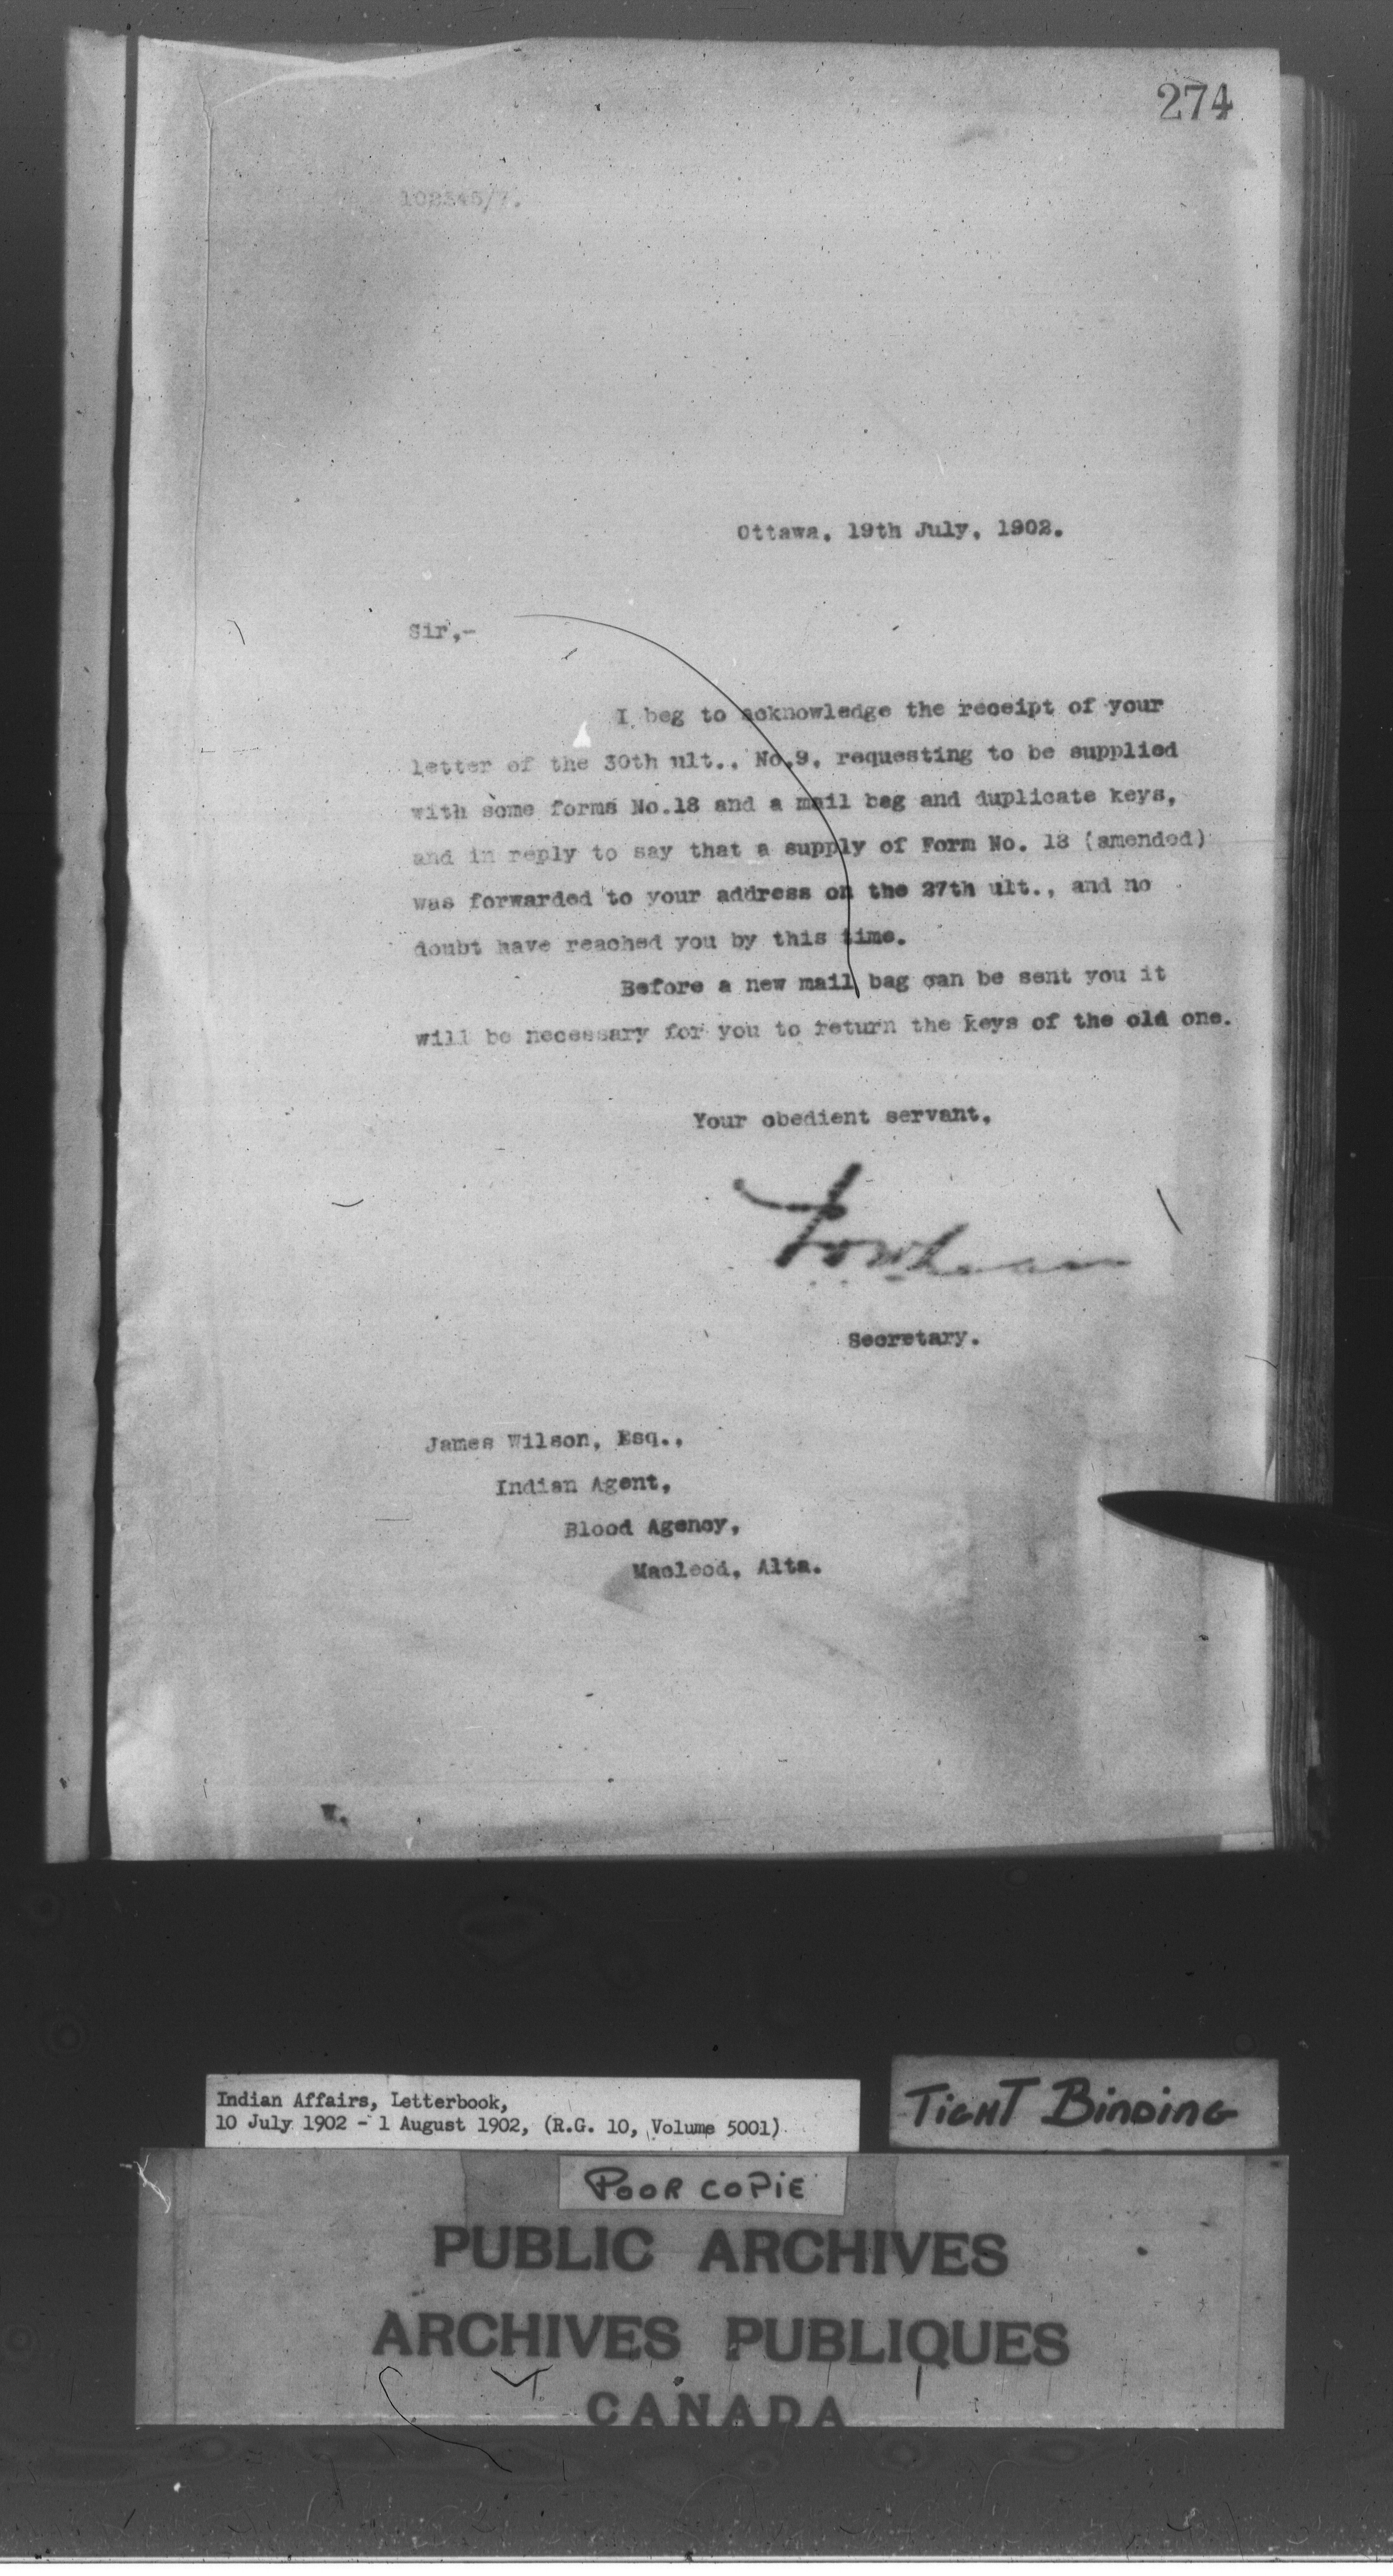 274
Ottawa, 19th July, 1902.
Sir,-
I beg to acknowledge the receipt of your
letter of the 30th ult., No.9, requesting to be supplied
with some forms No.18 and a mail bag and duplicate keys,
and in reply to say that a supply of Form No. 18 (amended)
was forwarded to your address on the 27th ult., and no
doubt have reached you by this time.
Before a new mail bag can be sent you it
will be necessary for you to return the keys of the old one.
Your obedient servant,
Secretary.
James Wilson, Esq.,
Indian Agent,
Blood Agency,
Macleod, Alta.
W.
Indian Affairs, Letterbook,
10 July 1902 - 1 August 1902, (R.G. 10, Volume 5001)
TIGHT BINDING
POOR COPIE
PUBLIC ARCHIVES
ARCHIVES PUBLIQUES
CANADA